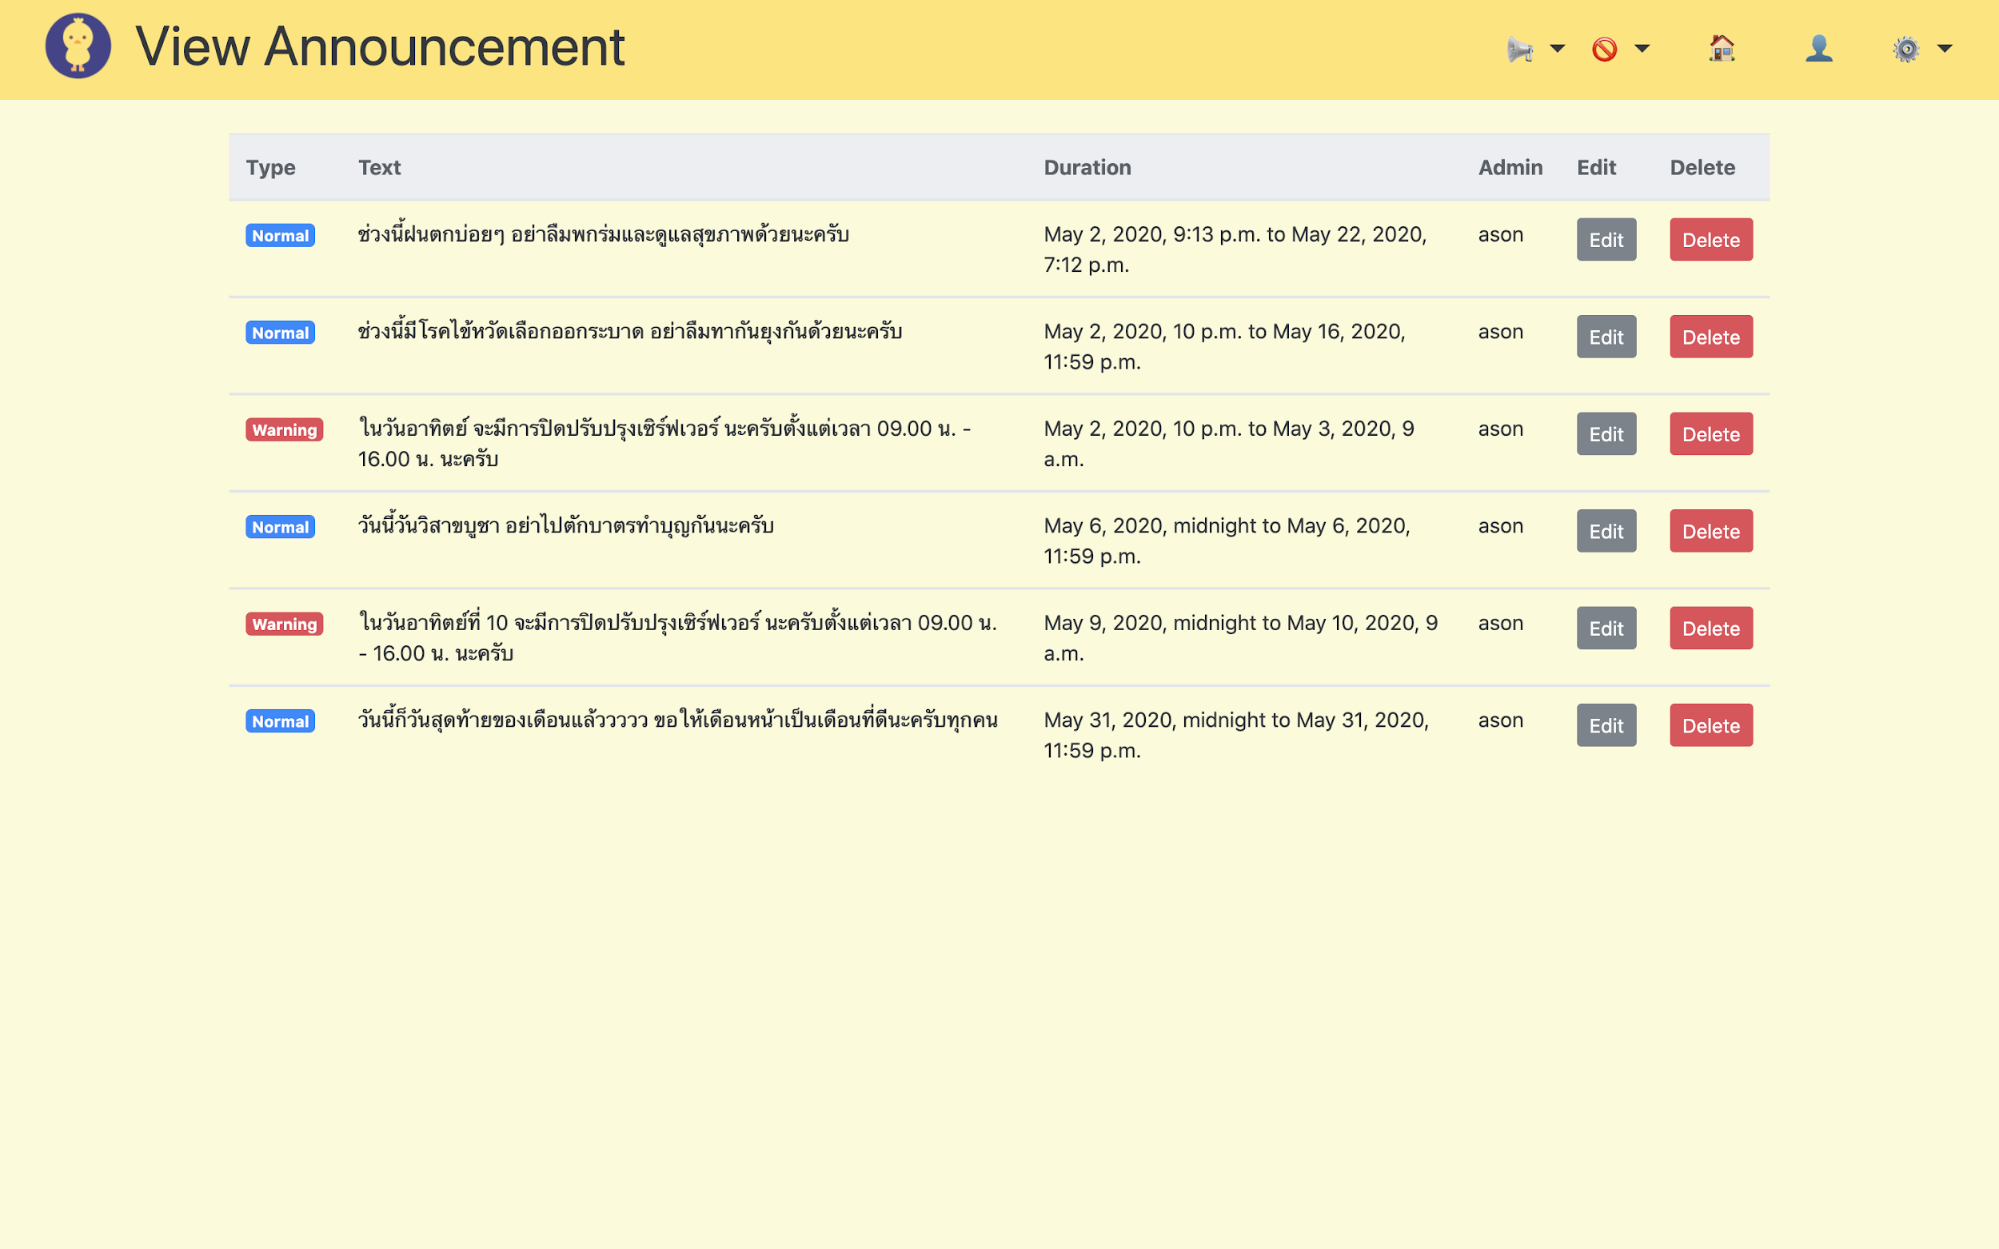 View Announcement
Type Text Duration Admin Edit Delete
Normal ช่วงนี้ฝนตกบ่อยๆ อย่าลืมพกร่มและดูแลสุขภาพด้วยนะครับ May 2, 2020, 9:13 p.m. to May 22, 2020, ason Edit Delete
7:12 p.m.
Normal ช่วงนี้มีโรคไข้หวัดเลือกออกระบาด อย่าลืมทากันยุงกันด้วยนะครับ May 2, 2020, 10 p.m. to May 16, 2020, ason Edit Delete
11:59 p.m.
Warning ในวันอาทิตย์ จะมีการปิดปรับปรุงเซิร์ฟเวอร์ นะครับตั้งแต่เวลา 09.00 น. - May 2, 2020, 10 p.m. to May 3, 2020, 9 ason Edit Delete
16.00 น. นะครับ a.m.
Normal วันนี้วันวิสาขบูชา อย่าไปตักบาตรทำบุญกันนะครับ May 6, 2020, midnight to May 6, 2020, ason Edit Delete
11:59 p.m.
Warning ในวันอาทิตย์ที่ 10 จะมีการปิดปรับปรุงเซิร์ฟเวอร์ นะครับตั้งแต่เวลา 09.00 น. May 9, 2020, midnight to May 10, 2020, 9 ason Edit Delete
- 16.00 น. นะครับ a.m.
Normal วันนี้ก็วันสุดท้ายของเดือนแล้ววววว ขอให้เดือนหน้าเป็นเดือนที่ดีนะครับทุกคน May 31, 2020, midnight to May 31, 2020, ason Edit Delete
11:59 p.m.